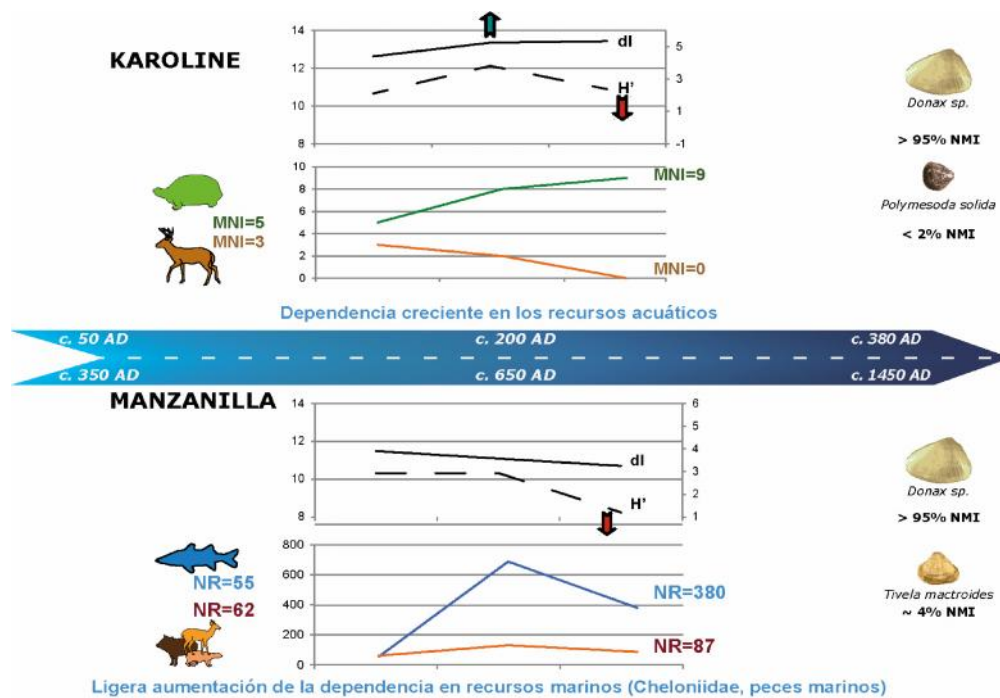 KAROLINE
14
12
10
8
5
3
1
-1
dI
H'
Donax sp.
> 95% NMI
Polymesoda solida
< 2% NMI
10
8
6
4
2
0
MNI=5
MNI=3
MNI=9
MNI=0
Dependencia creciente en los recursos acuáticos
c. 50 AD c. 200 AD c. 380 AD
c. 350 AD c. 650 AD c. 1450 AD
MANZANILLA
14
12
10
8
6
5
4
3
2
1
dI
H'
Donax sp.
> 95% NMI
Tivela mactroides
~ 4% NMI
800
600
400
200
0
NR=55
NR=62
NR=380
NR=87
Ligera aumentación de la dependencia en recursos marinos (Cheloniidae, peces marinos)